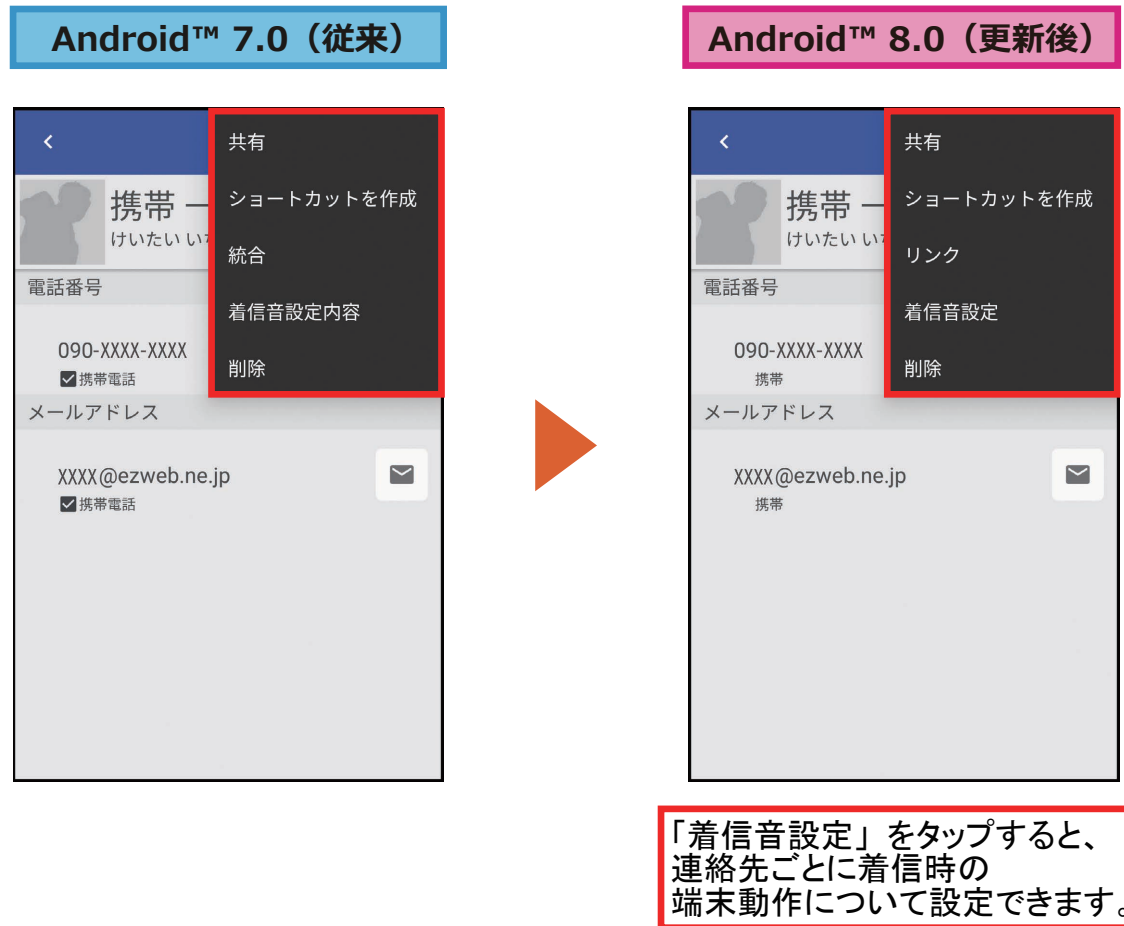 Android™ 7.0（従来）
共有
ショートカットを作成
統合
着信音設定内容
削除
携帯 一
けいたい い
電話番号
090-XXXX-XXXX
携帯電話
メールアドレス
XXXX@ezweb.ne.jp
携帯電話
Android™ 8.0（更新後）
共有
ショートカットを作成
リンク
着信音設定
削除
携帯 一
けいたい い
電話番号
090-XXXX-XXXX
携帯
メールアドレス
XXXX@ezweb.ne.jp
携帯
「着信音設定」をタップすると、
連絡先ごとに着信時の
端末動作について設定できます。